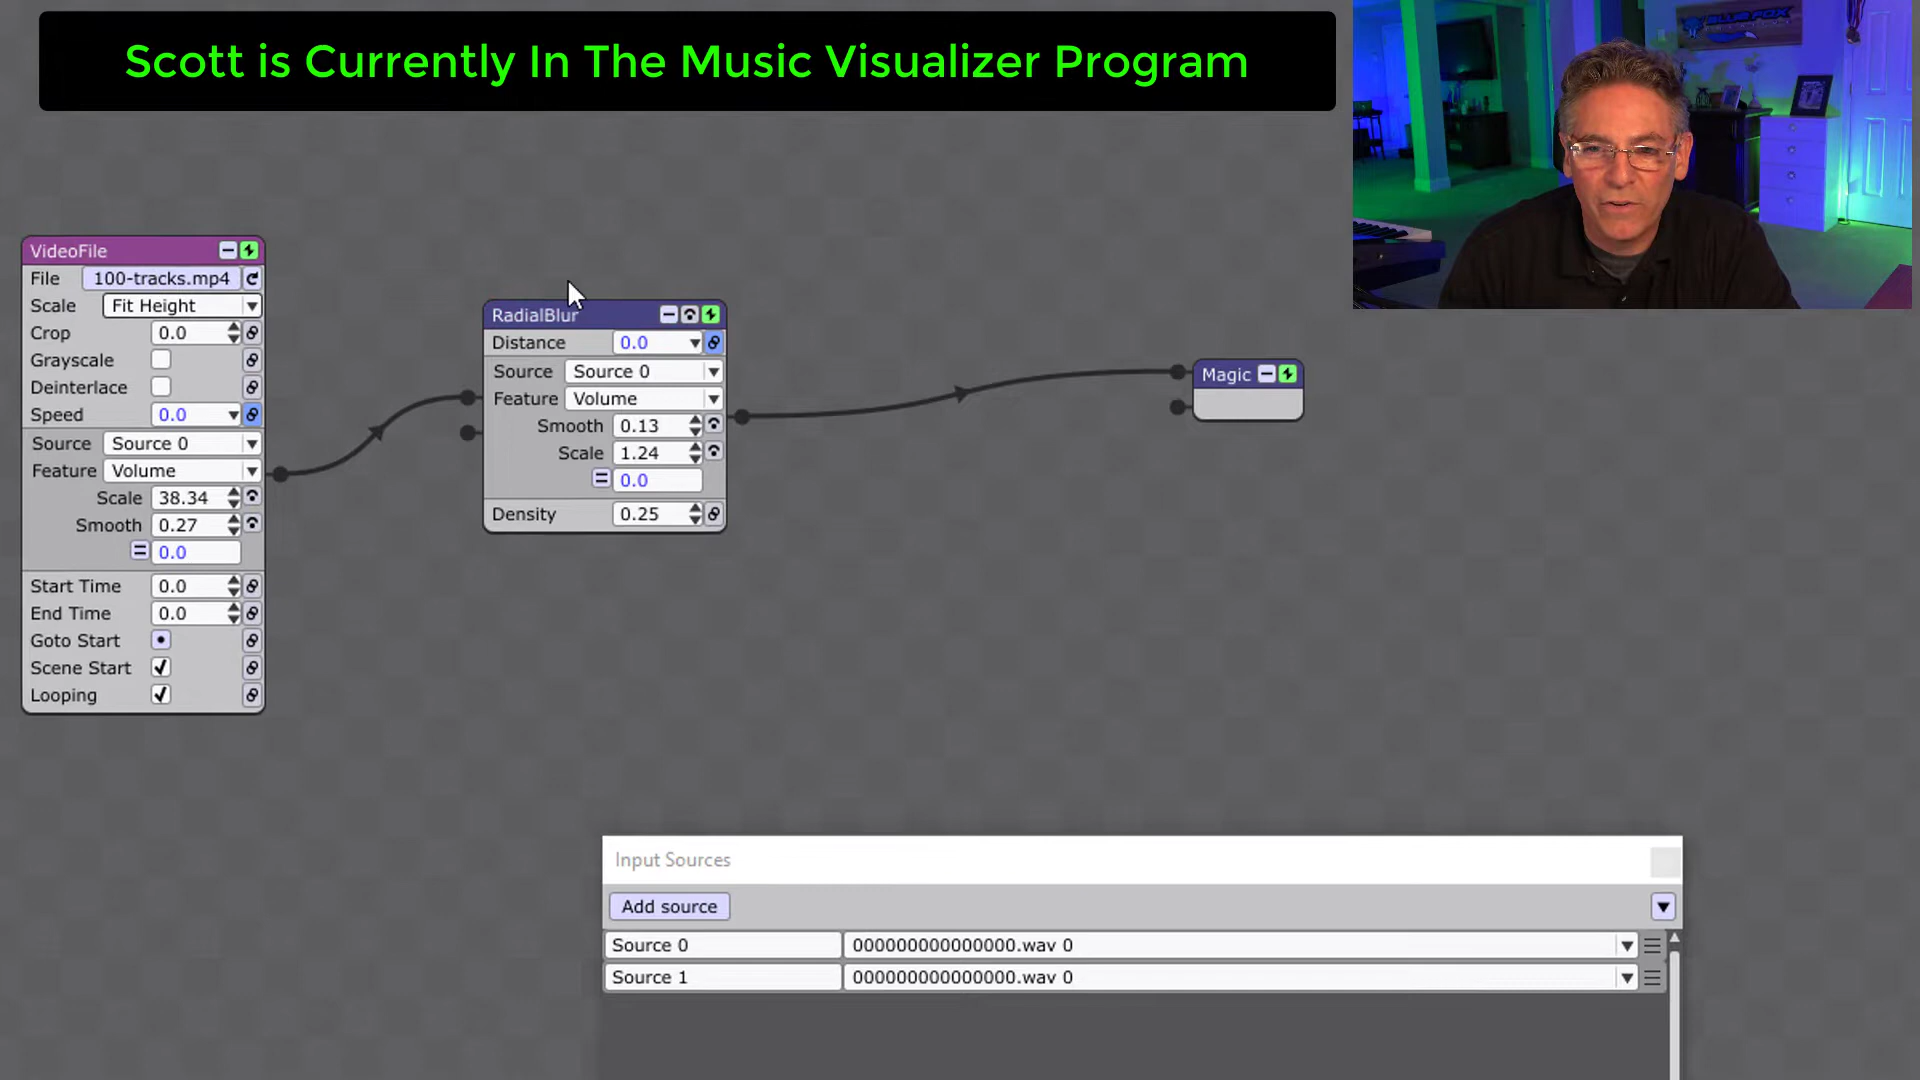 Scott is Currently In The Music Visualizer Program
BLUE FOX
VideoFile
File 100-tracks.mp4
Scale Fit Height
Crop 0.0
Grayscale
Deinterlace
Speed 0.0
Source Source 0
Feature Volume
Scale 38.34
Smooth 0.27
= 0.0
Start Time 0.0
End Time 0.0
Goto Start
Scene Start
Looping
RadialBlur
Distance 0.0
Source Source 0
Feature Volume
Smooth 0.13
Scale 1.24
= 0.0
Density 0.25
Magic
Input Sources
Add source
Source 0 000000000000000.wav 0
Source 1 000000000000000.wav 0